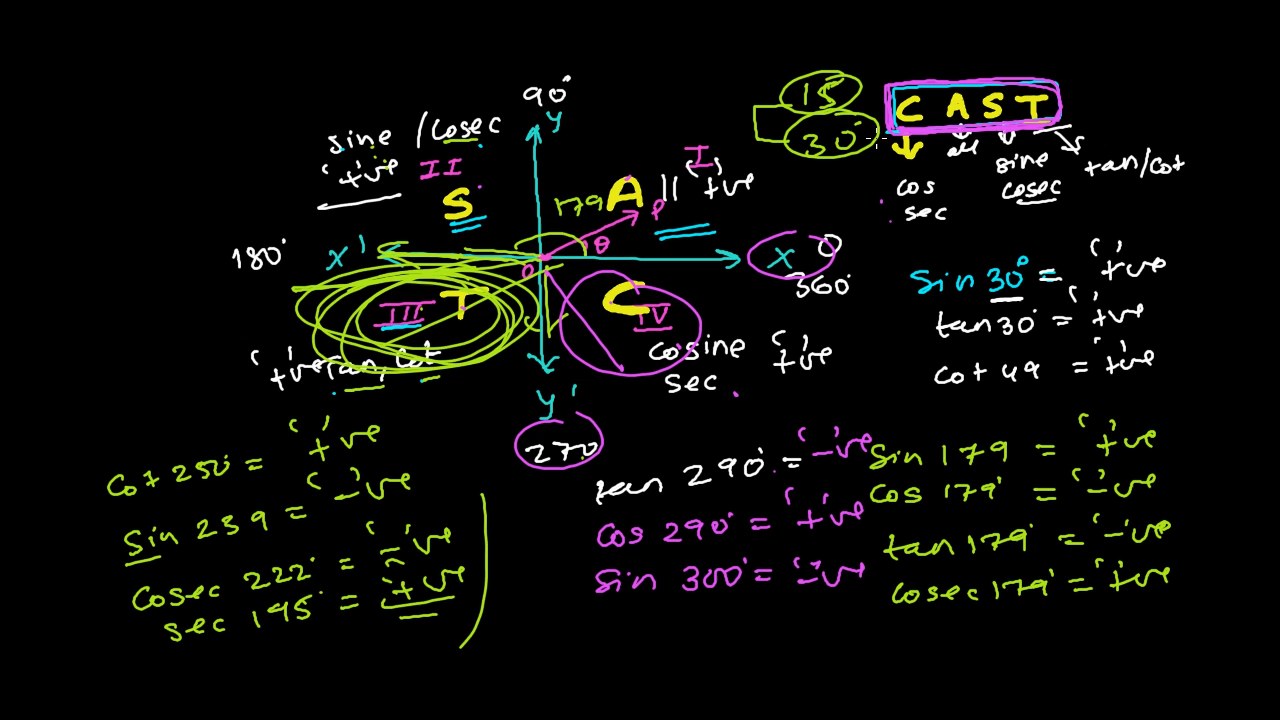 15
30°
C A S T
cos
sec
all
sine
cosec
tan/cot
90°
Y
sine /cosec
'+'ve II
S
179
A
P
I
|| '+'ve
θ
O
180°
X'
X
0
360°
III
T
C
IV
'+'ve Tan, Cot
cosine '+'ve
sec
Y'
270
Sin 30° = '+'ve
tan 30° = '+'ve
Cot 49 = '+'ve
Cot 250° = '+'ve
Sin 239 = '-'ve
Cosec 222° = '-'ve
sec 195° = '+'ve
tan 290° = '-'ve
Cos 290° = '+'ve
Sin 300° = '-'ve
Sin 179 = '+'ve
Cos 179° = '-'ve
tan 179° = '-'ve
Cosec 179° = '+'ve